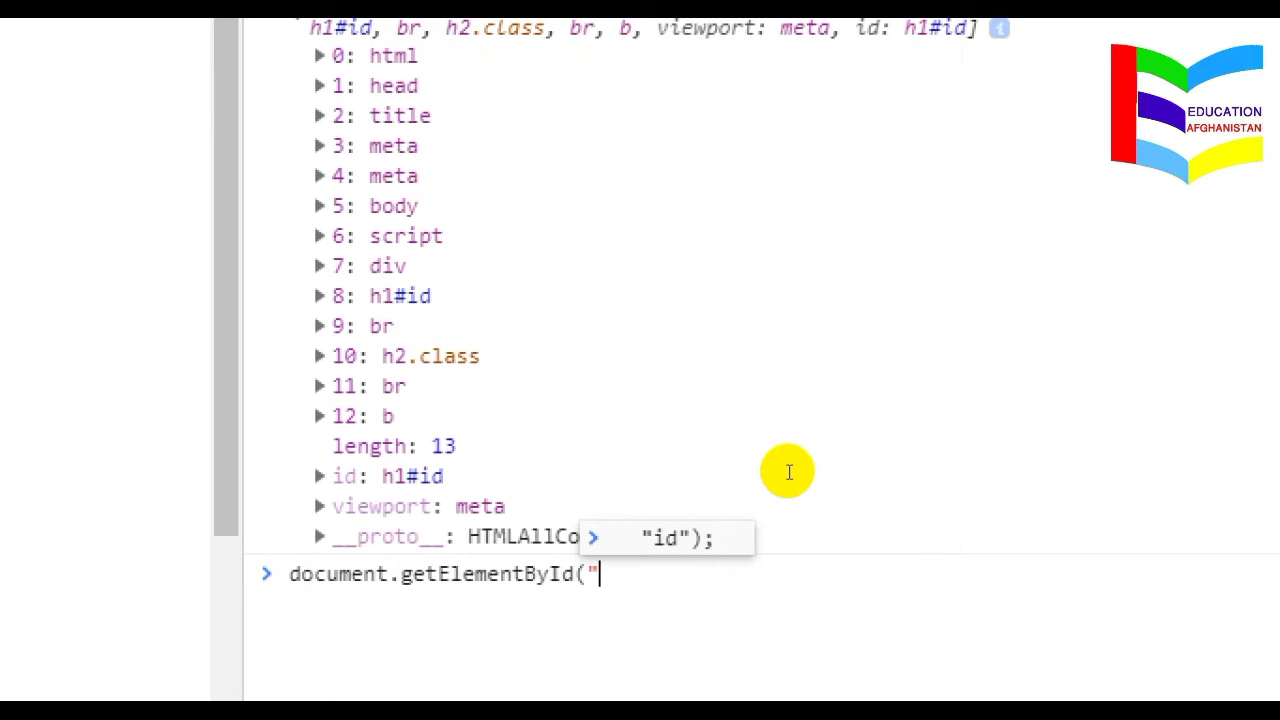 h1#id, br, h2.class, br, b, viewport: meta, id: h1#id] i
0: html
1: head
2: title
3: meta
4: meta
5: body
6: script
7: div
8: h1#id
9: br
10: h2.class
11: br
12: b
length: 13
id: h1#id
viewport: meta
__proto__: HTMLAllCo
> "id");
> document.getElementById("
EDUCATION
AFGHANISTAN